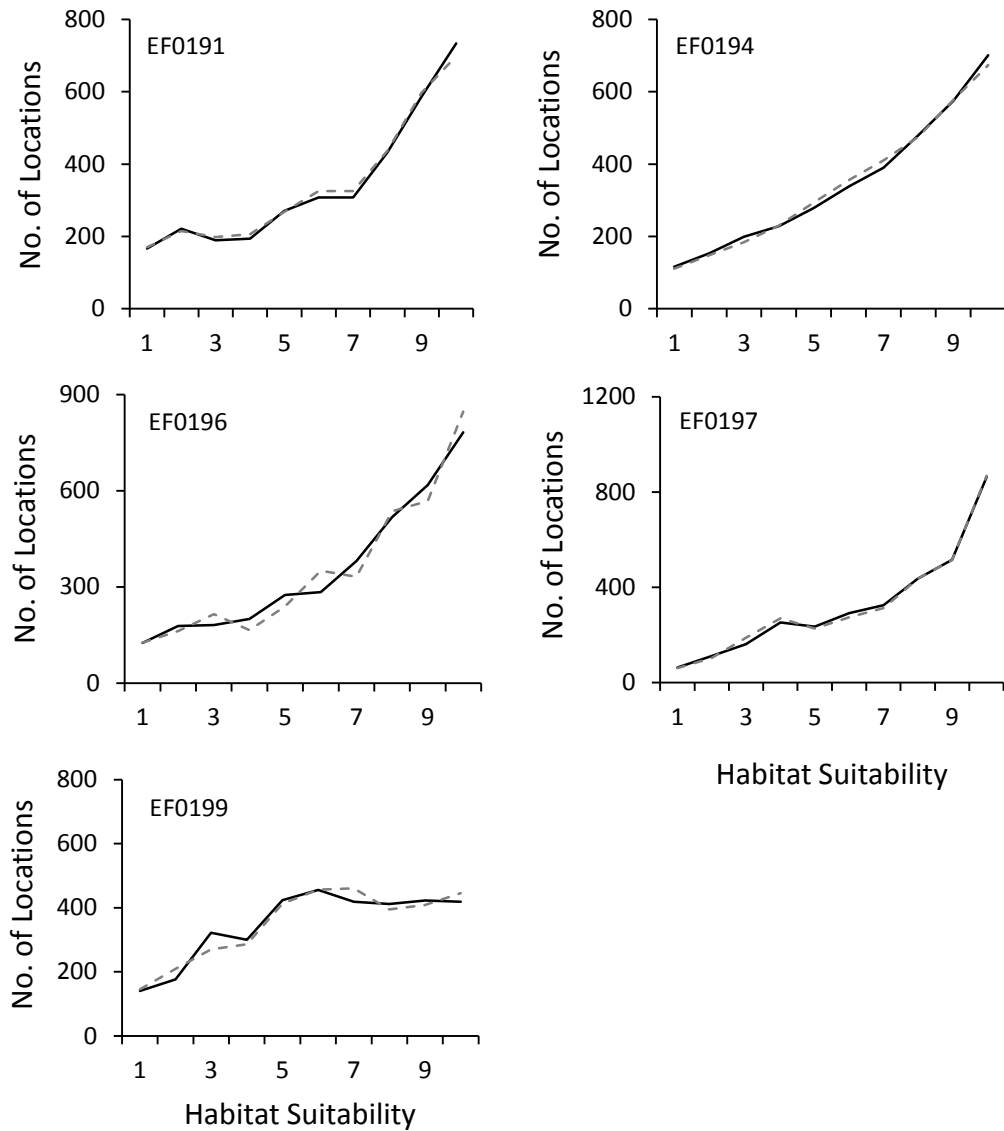 No. of Locations
800
600
400
200
0
EF0191
1 3 5 7 9
No. of Locations
800
600
400
200
0
EF0194
1 3 5 7 9
No. of Locations
900
600
300
0
EF0196
1 3 5 7 9
No. of Locations
1200
800
400
0
EF0197
1 3 5 7 9
Habitat Suitability
No. of Locations
800
600
400
200
0
EF0199
1 3 5 7 9
Habitat Suitability